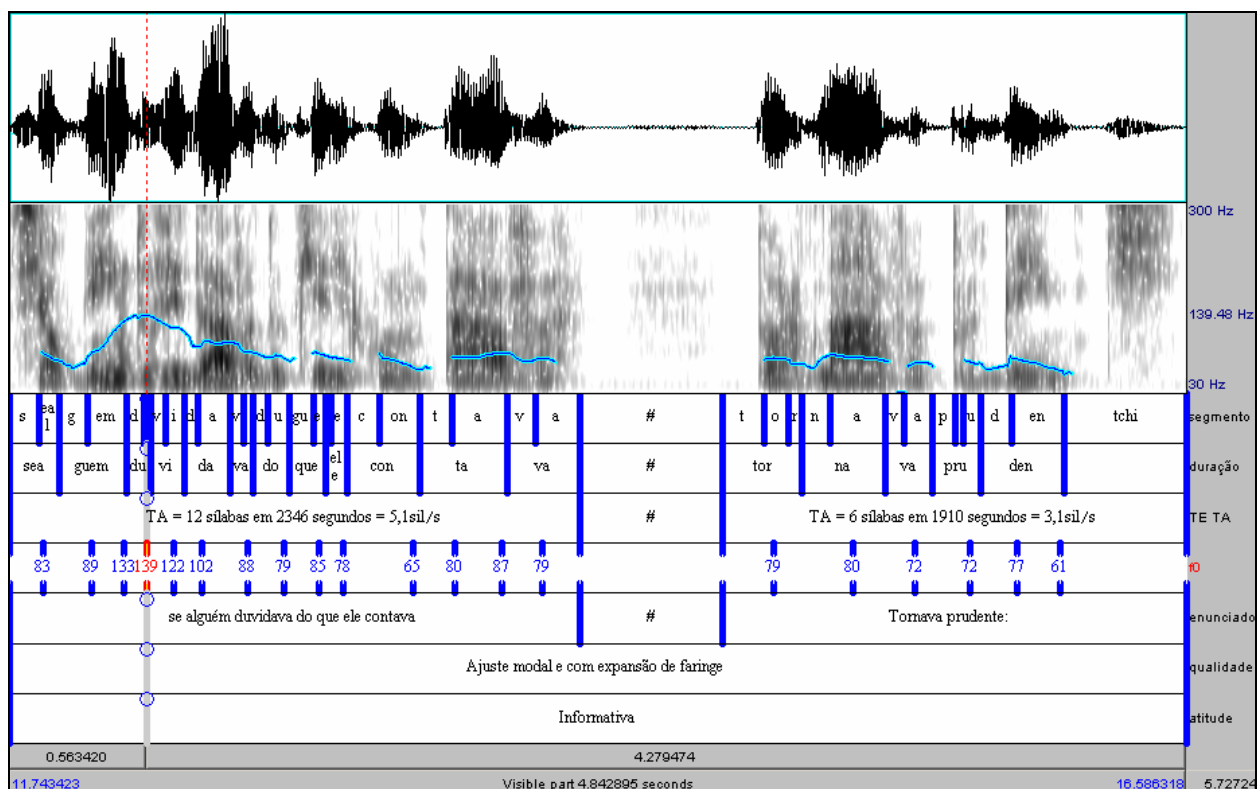 300 Hz
139.48 Hz
30 Hz
s ea l g em d v i d a v d u gu e e c on t a v a # t o r n a v a p u d en tchi segmento
sea guem du vi da va do que el e con ta va # tor na va pru den duração
TA = 12 sílabas em 2346 segundos = 5,1sil/s # TA = 6 sílabas em 1910 segundos = 3,1sil/s TE TA
83 89 133 139 122 102 88 79 85 78 65 80 87 79 79 80 72 72 77 61 f0
se alguém duvidava do que ele contava # Tornava prudente: enunciado
Ajuste modal e com expansão de faringe qualidade
Informativa atitude
0.563420 4.279474
11.743423 Visible part 4.842895 seconds 16.586318 5.72724